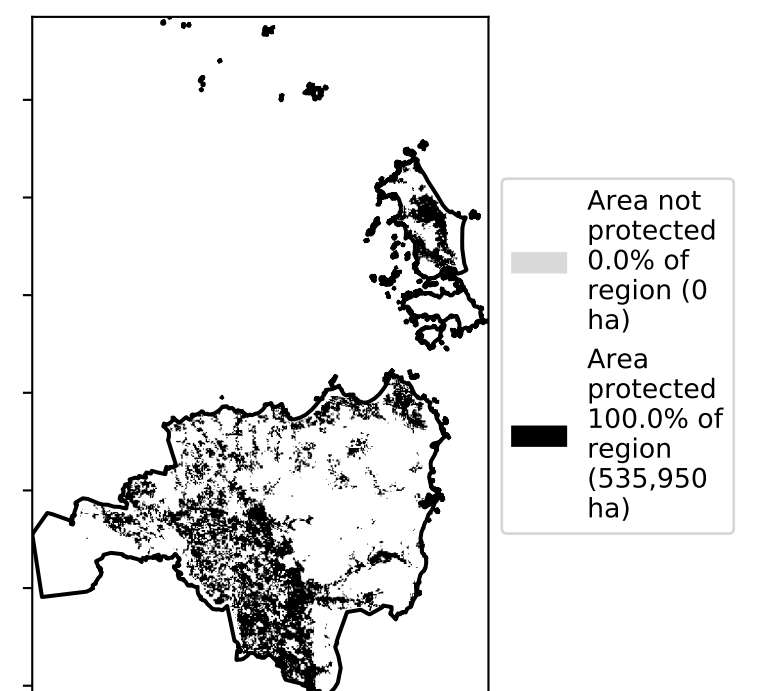 Area not
protected
0.0% of
region (0
ha)
Area
protected
100.0% of
region
(535,950
ha)